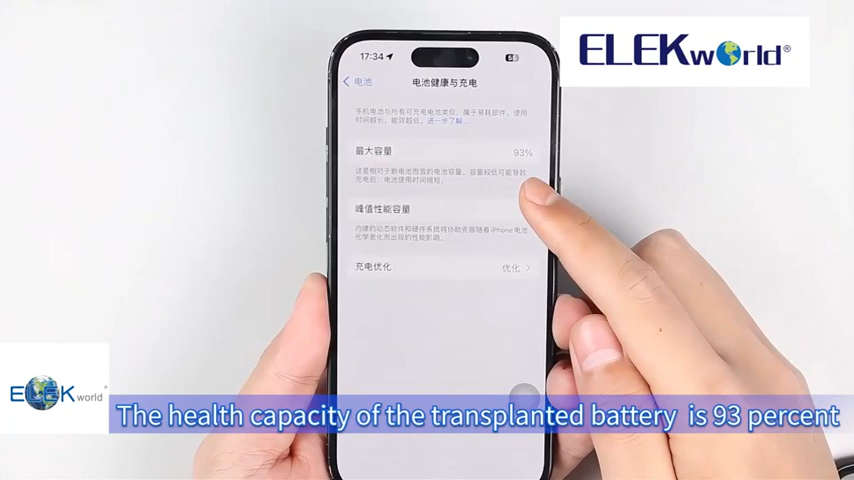 ELEKworld®
17:34
电池
电池健康与充电
手机电池与所有可充电电池类似，属于易耗部件，使用
时间越长，能效越低。进一步了解...
最大容量
93%
这是相对于新电池而言的电池容量。容量较低可能导致
充电后，电池使用时间缩短。
峰值性能容量
内建的动态软件和硬件系统将协助克服随着iPhone电池
化学老化而出现的性能影响。
充电优化
优化
ELEKworld®
The health capacity of the transplanted battery is 93 percent